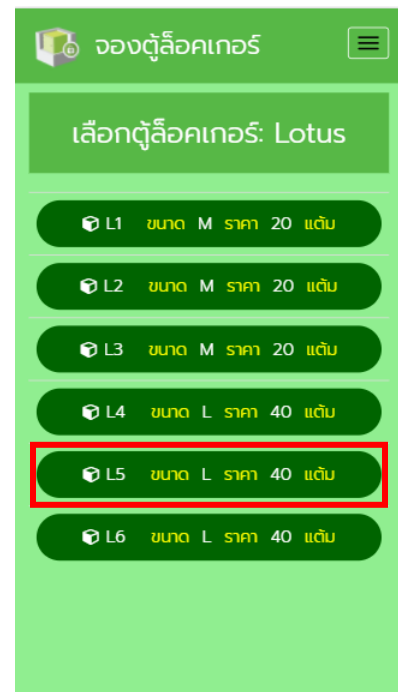 จองตู้ล็อคเกอร์
เลือกตู้ล็อคเกอร์: Lotus
L1 ขนาด M ราคา 20 แต้ม
L2 ขนาด M ราคา 20 แต้ม
L3 ขนาด M ราคา 20 แต้ม
L4 ขนาด L ราคา 40 แต้ม
L5 ขนาด L ราคา 40 แต้ม
L6 ขนาด L ราคา 40 แต้ม